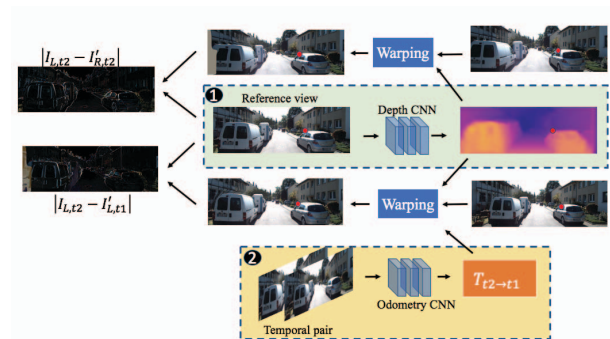 |I_{L,t2} − I'_{R,t2}|
Warping
❶
Reference view
Depth CNN
Warping
|I_{L,t2} − I'_{L,t1}|
❷
Odometry CNN
T_{t2→t1}
Temporal pair